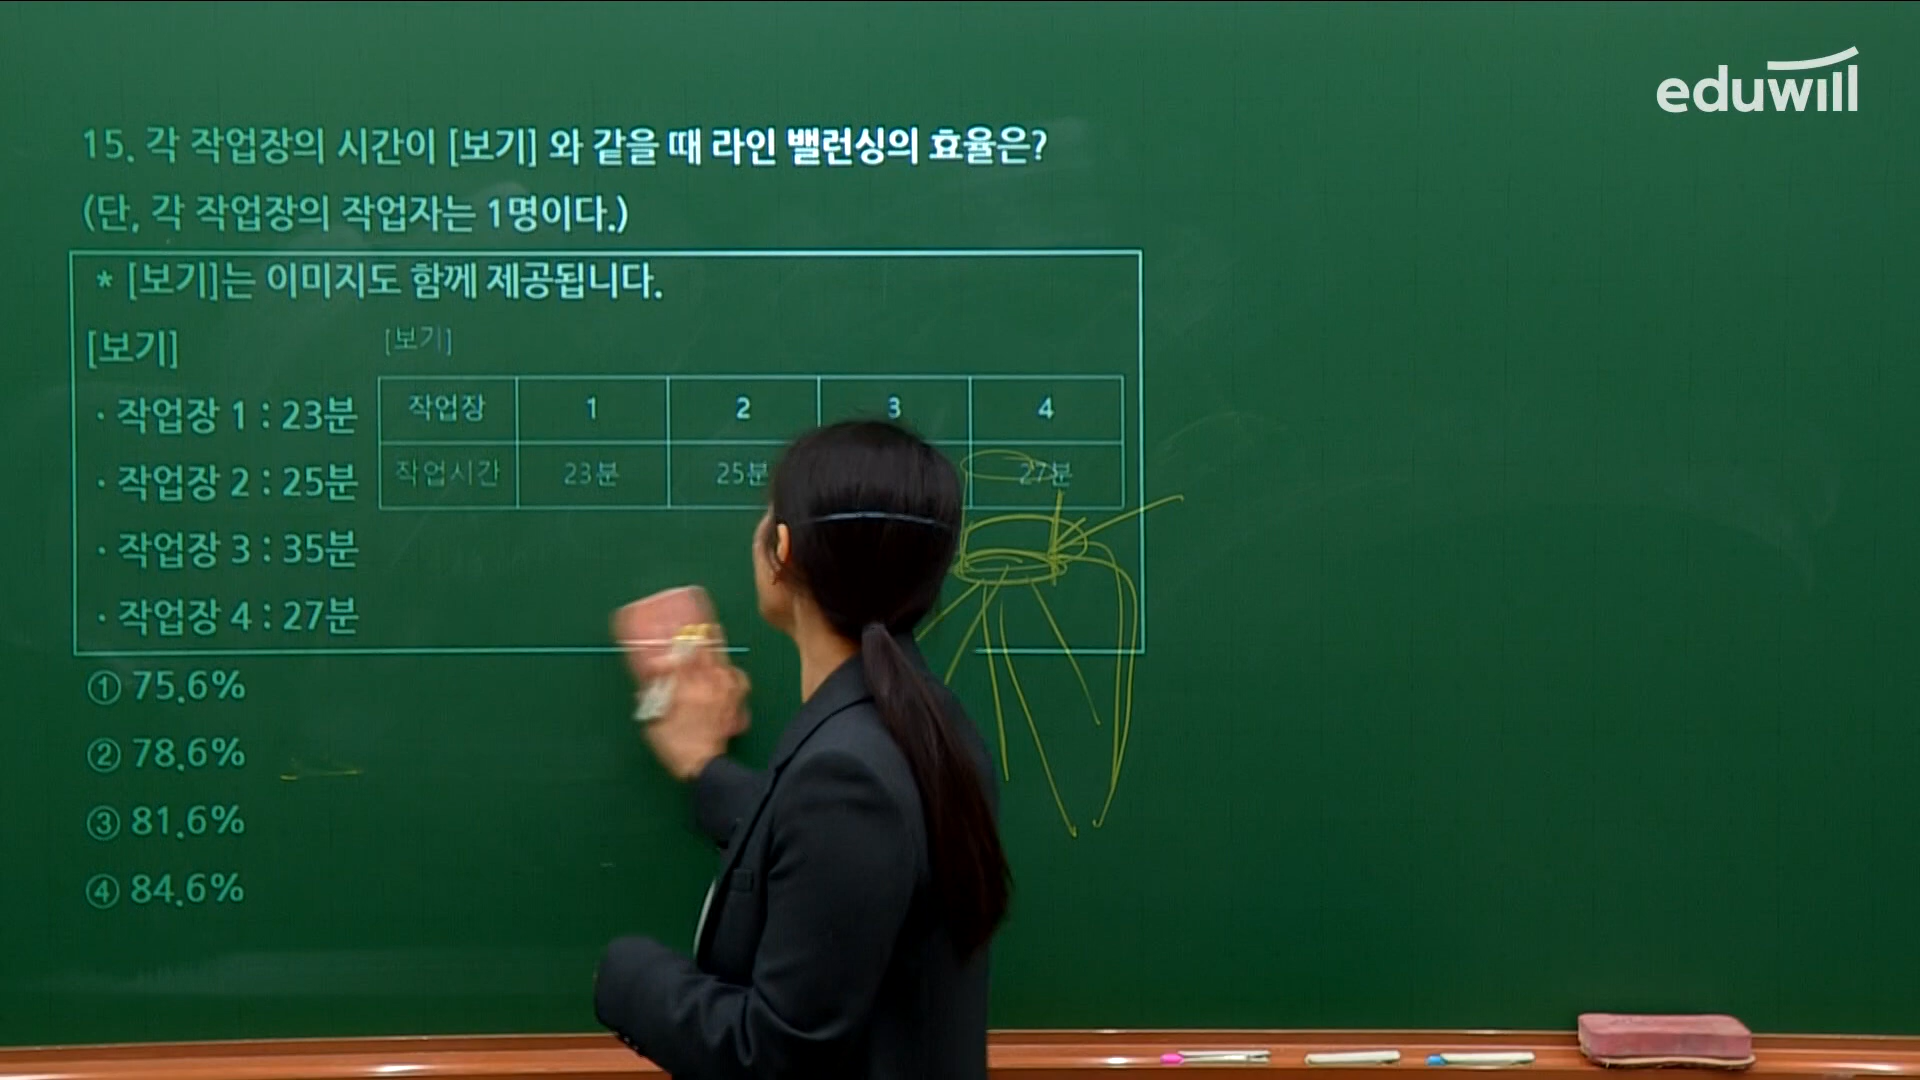 eduwill
15. 각 작업장의 시간이 [보기] 와 같을 때 라인 밸런싱의 효율은?
(단, 각 작업장의 작업자는 1명이다.)
* [보기]는 이미지도 함께 제공됩니다.
[보기]
· 작업장 1 : 23분
· 작업장 2 : 25분
· 작업장 3 : 35분
· 작업장 4 : 27분
[보기]
작업장 1 2 3 4
작업시간 23분 25분 27분
① 75.6%
② 78.6%
③ 81.6%
④ 84.6%